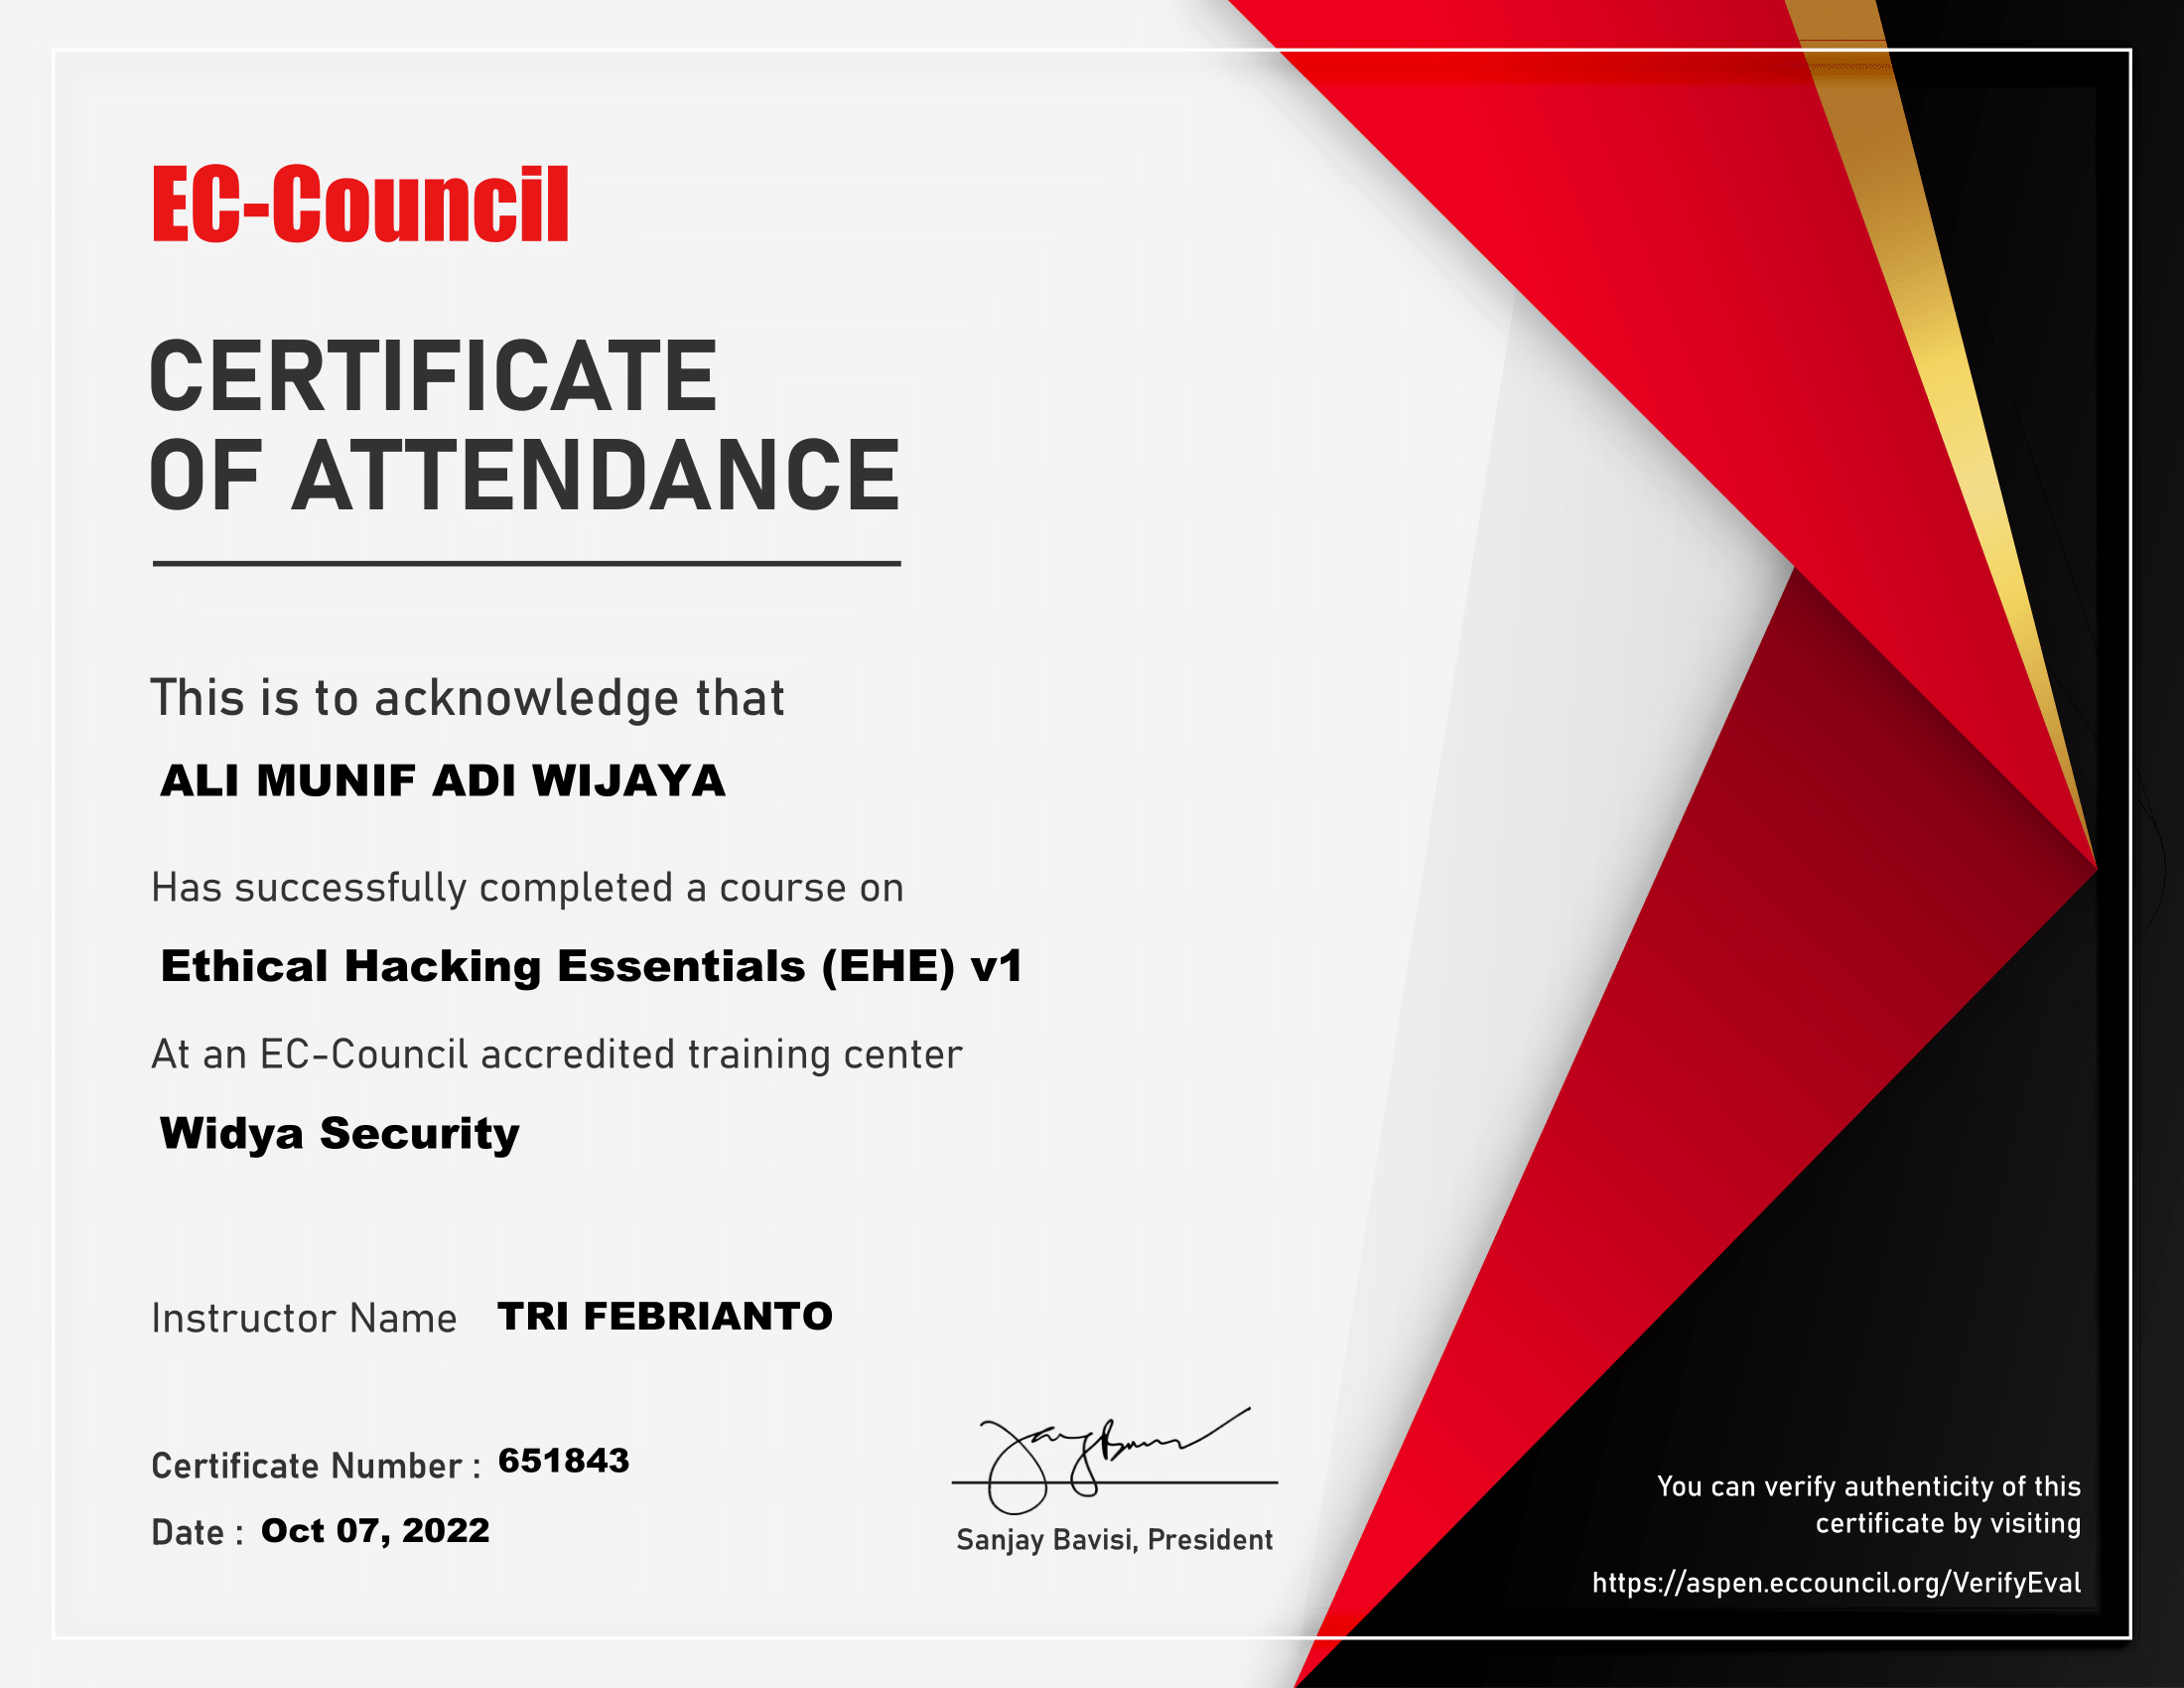 EC-Council
CERTIFICATE
OF ATTENDANCE
This is to acknowledge that
ALI MUNIF ADI WIJAYA
Has successfully completed a course on
Ethical Hacking Essentials (EHE) v1
At an EC-Council accredited training center
Widya Security
Instructor Name TRI FEBRIANTO
Certificate Number : 651843
Date : Oct 07, 2022
Sanjay Bavisi, President
You can verify authenticity of this
certificate by visiting
https://aspen.eccouncil.org/VerifyEval